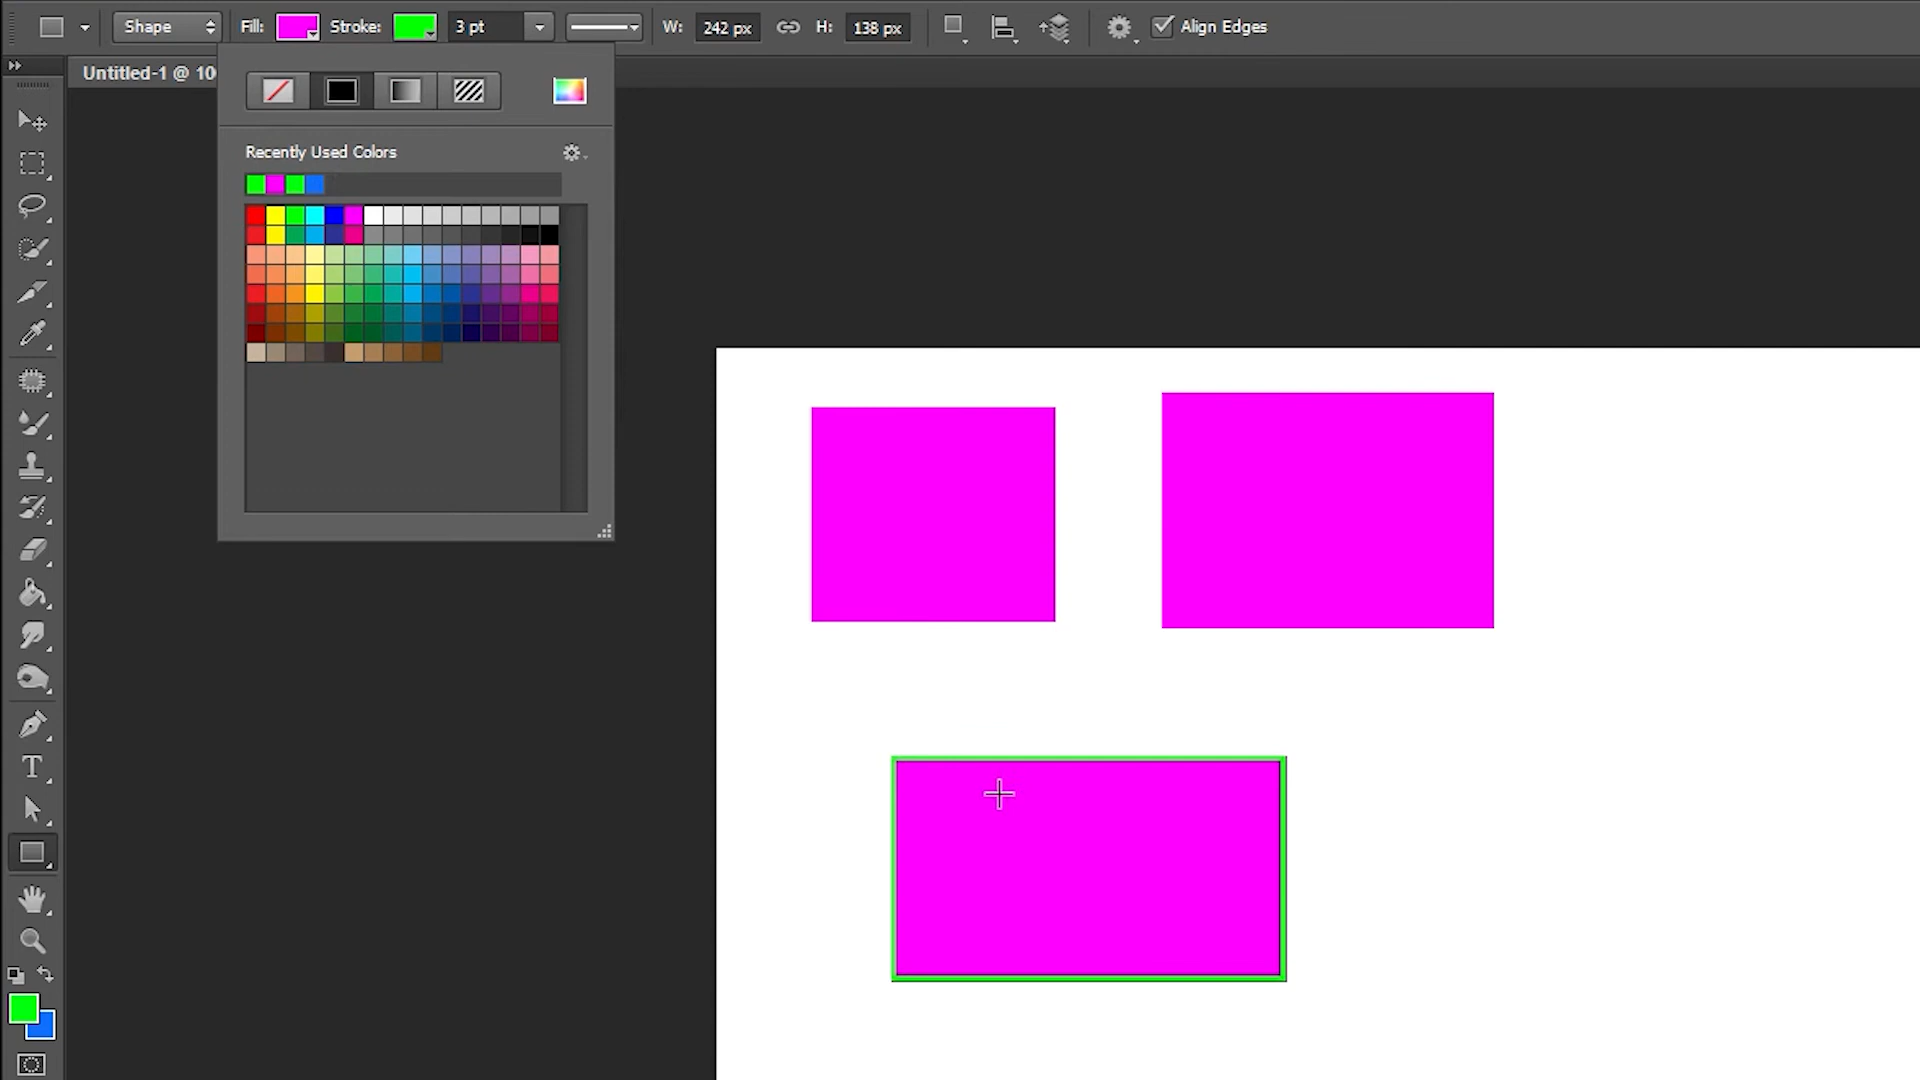 Shape Fill: Stroke: 3 pt W: 242 px H: 138 px Align Edges
Untitled-1 @ 10
Recently Used Colors
T